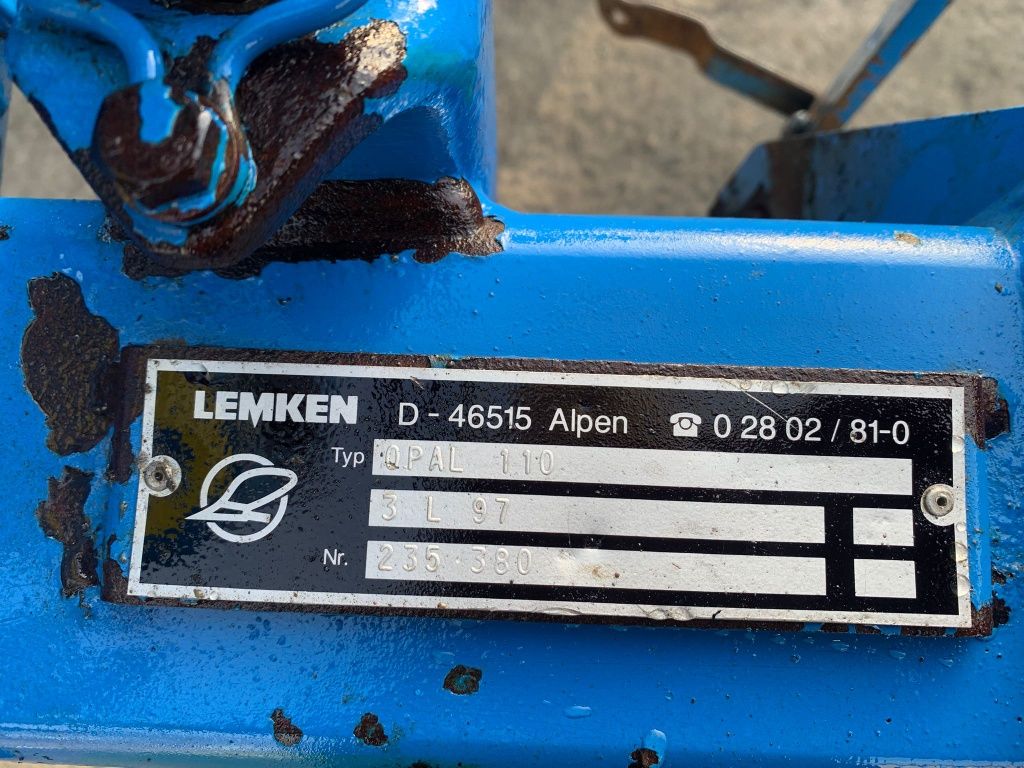 LEMKEN D - 46515 Alpen ☎ 0 28 02 / 81-0
Typ OPAL 110
3 L 97
Nr. 235 380